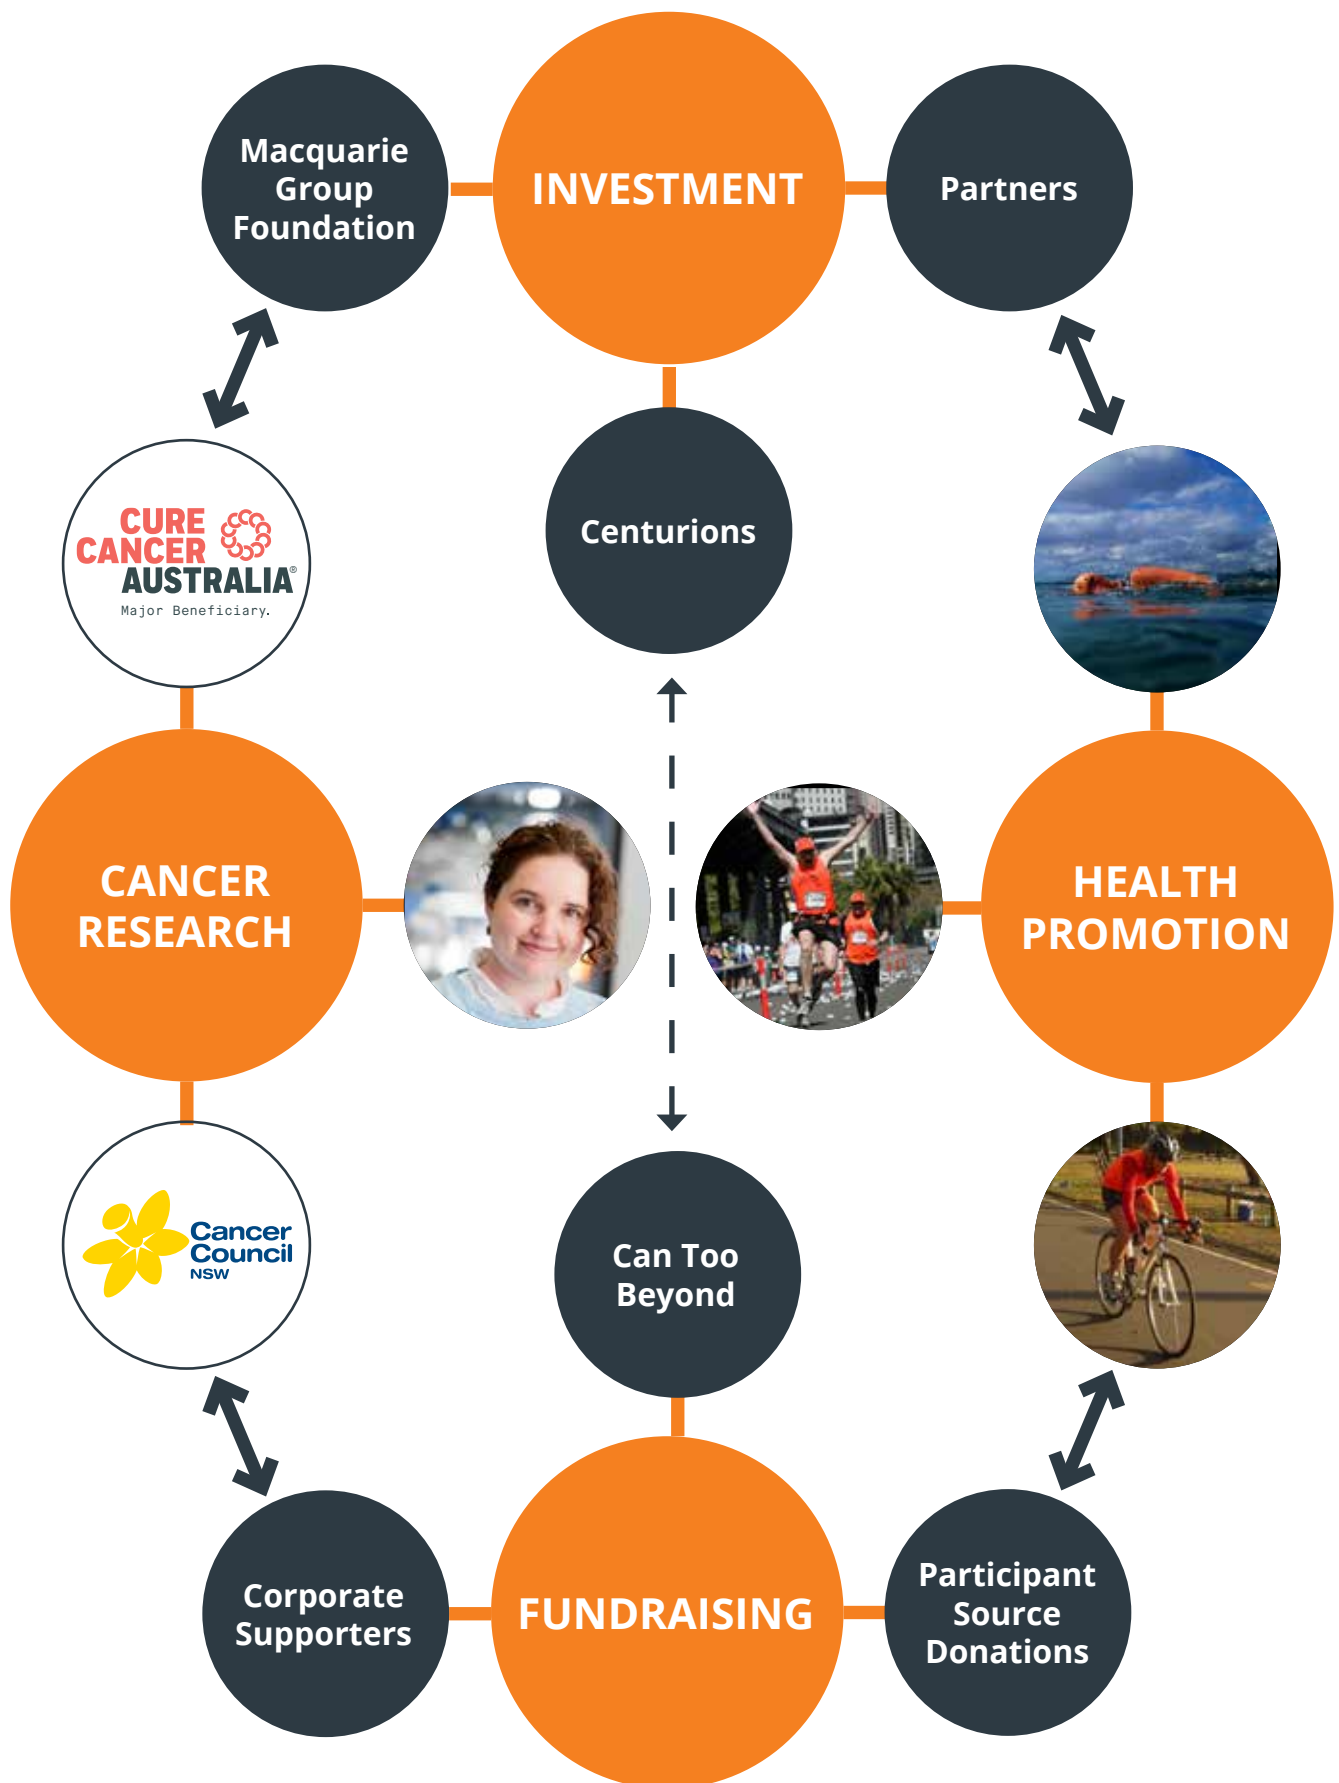 Macquarie
Group
Foundation
INVESTMENT
Partners
CURE
CANCER
AUSTRALIA®
Major Beneficiary.
Centurions
CANCER
RESEARCH
HEALTH
PROMOTION
Cancer
Council
NSW
Can Too
Beyond
Corporate
Supporters
FUNDRAISING
Participant
Source
Donations